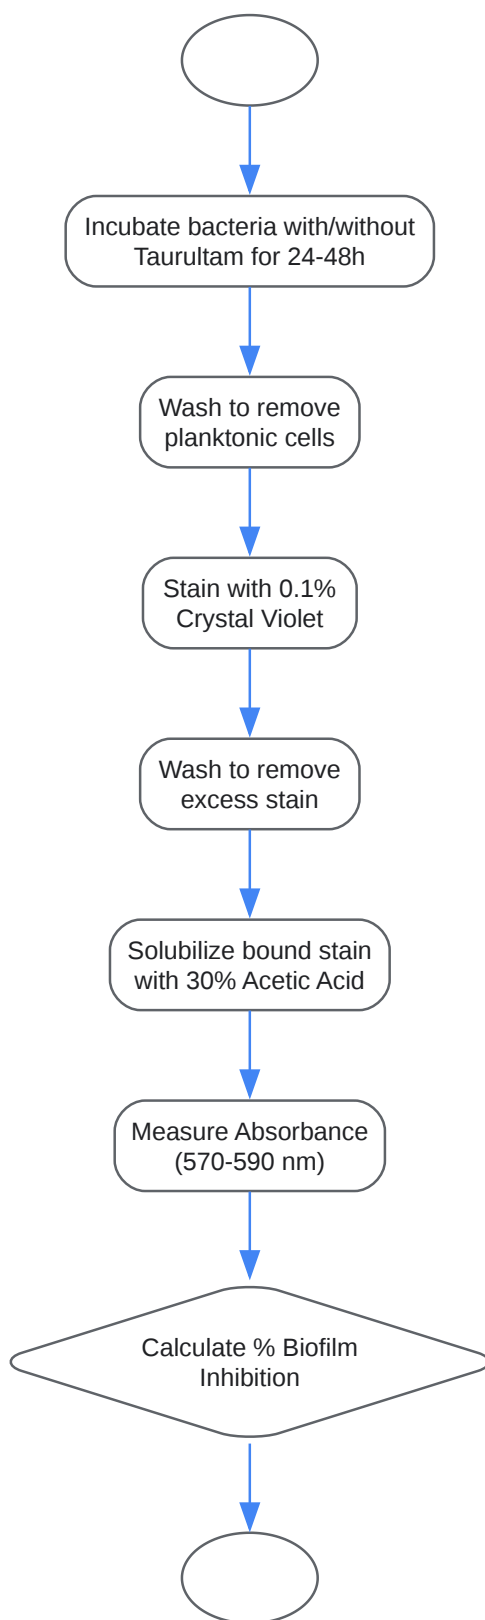 Incubate bacteria with/without
Taurultam for 24-48h
Wash to remove
planktonic cells
Stain with 0.1%
Crystal Violet
Wash to remove
excess stain
Solubilize bound stain
with 30% Acetic Acid
Measure Absorbance
(570-590 nm)
Calculate % Biofilm
Inhibition